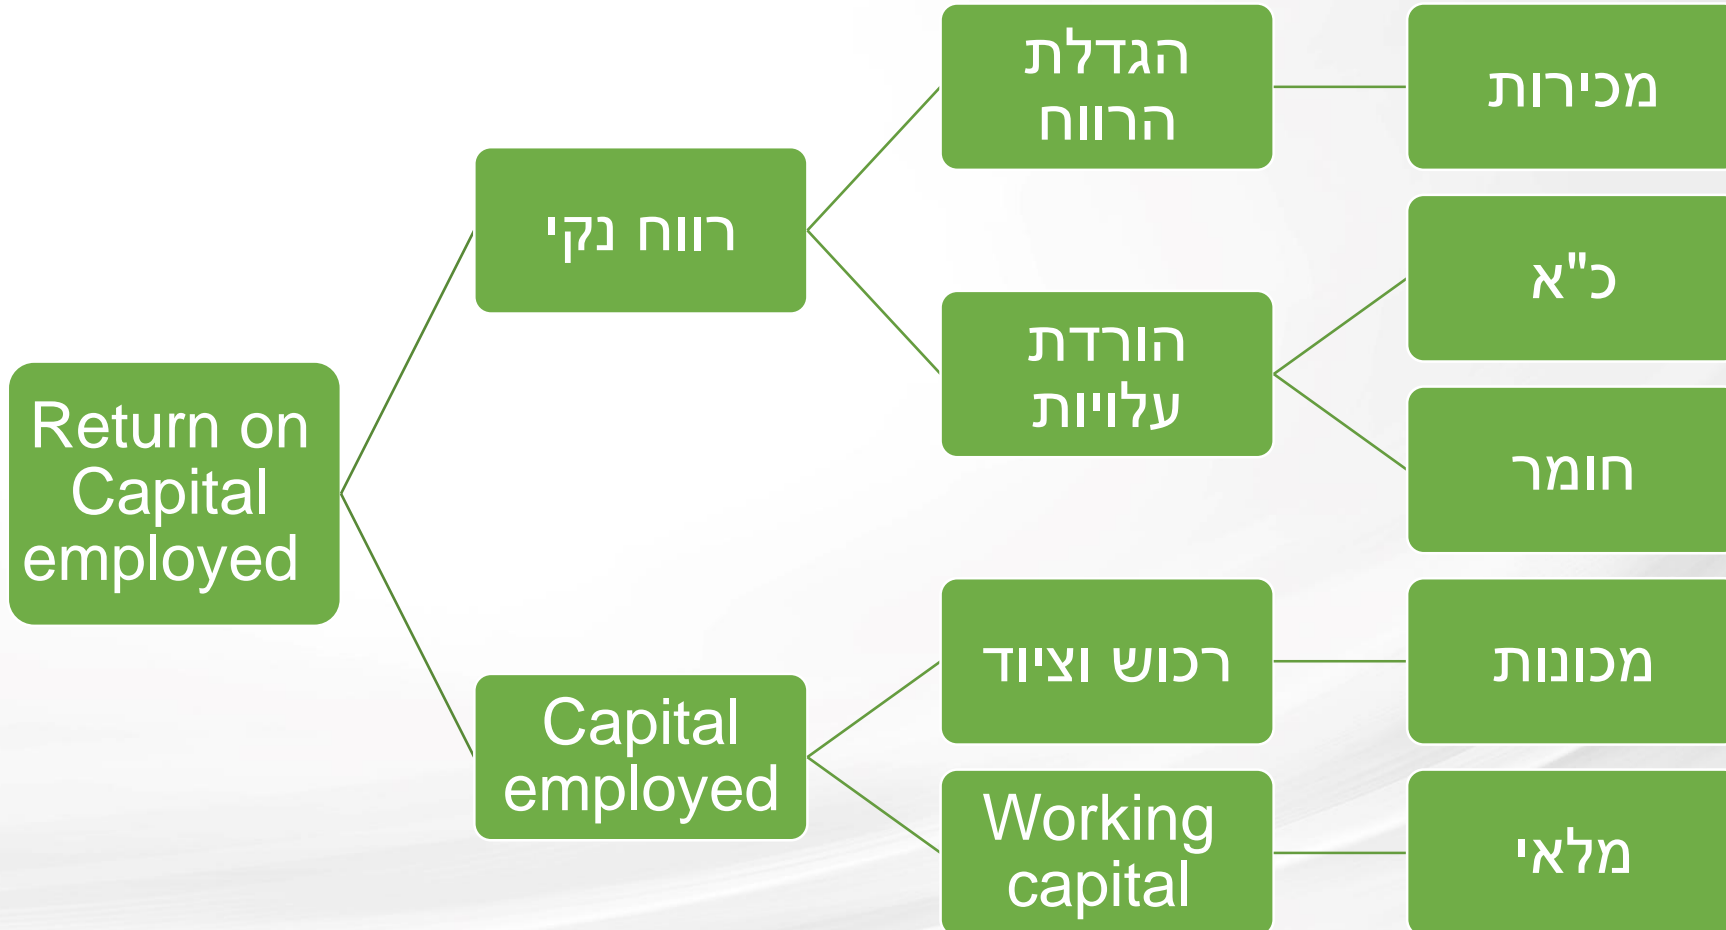 Return on
Capital
employed
רווח נקי
הגדלת
הרווח
מכירות
הורדת
עלויות
כ"א
חומר
Capital
employed
רכוש וציוד
מכונות
Working
capital
מלאי